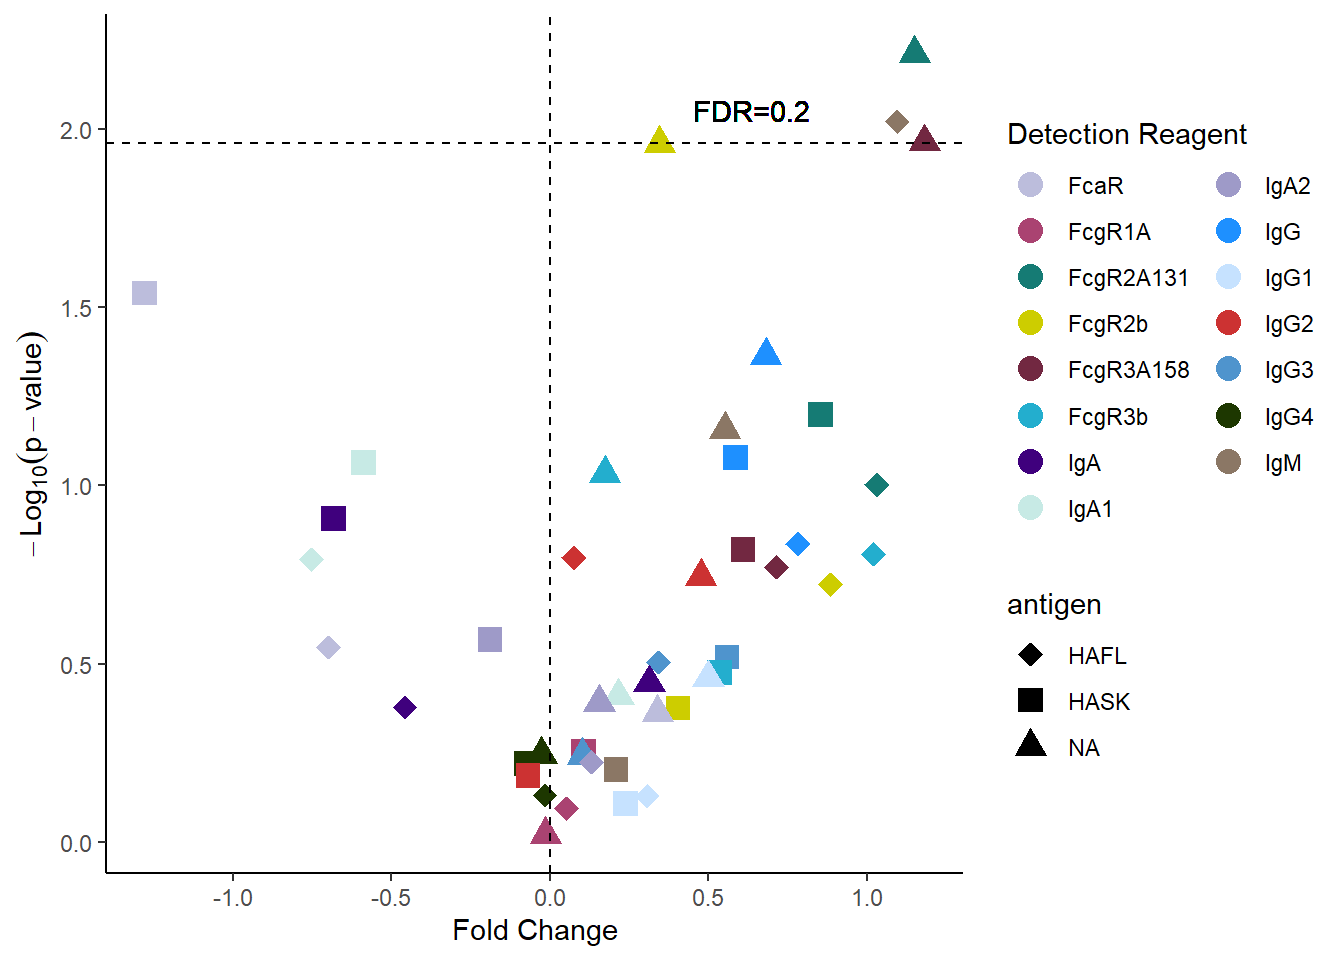 FDR=0.2
2.0
1.5
1.0
0.5
0.0
−Log10(p−value)
-1.0
-0.5
0.0
0.5
1.0
Fold Change
Detection Reagent
FcaR
FcgR1A
FcgR2A131
FcgR2b
FcgR3A158
FcgR3b
IgA
IgA1
IgA2
IgG
IgG1
IgG2
IgG3
IgG4
IgM
antigen
HAFL
HASK
NA